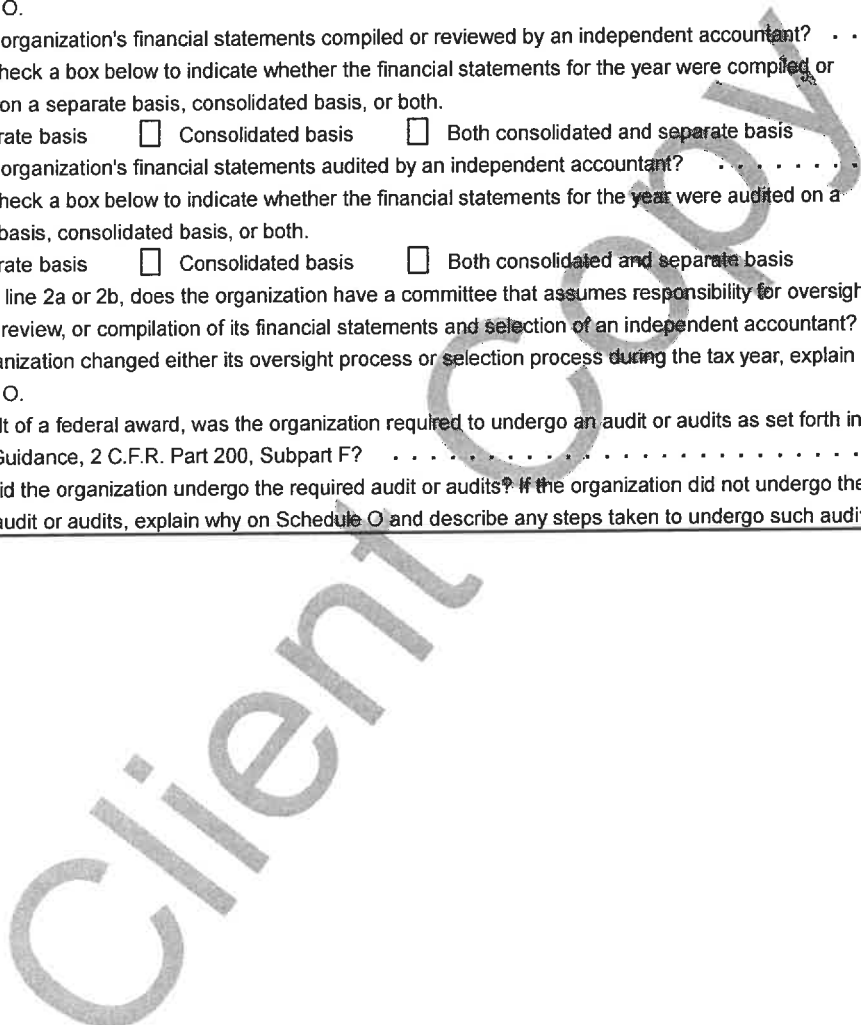 O.
organization's financial statements compiled or reviewed by an independent accountant? . .
heck a box below to indicate whether the financial statements for the year were compiled or
on a separate basis, consolidated basis, or both.
rate basis ☐ Consolidated basis ☐ Both consolidated and separate basis
organization's financial statements audited by an independent accountant? . . . . . . . .
heck a box below to indicate whether the financial statements for the year were audited on a
basis, consolidated basis, or both.
rate basis ☐ Consolidated basis ☐ Both consolidated and separate basis
line 2a or 2b, does the organization have a committee that assumes responsibility for oversigh
review, or compilation of its financial statements and selection of an independent accountant?
anization changed either its oversight process or selection process during the tax year, explain
O.
lt of a federal award, was the organization required to undergo an audit or audits as set forth in
Guidance, 2 C.F.R. Part 200, Subpart F? . . . . . . . . . . . . . . . . . . . . . . . . .
id the organization undergo the required audit or audits? If the organization did not undergo the
audit or audits, explain why on Schedule O and describe any steps taken to undergo such audi
Client Copy